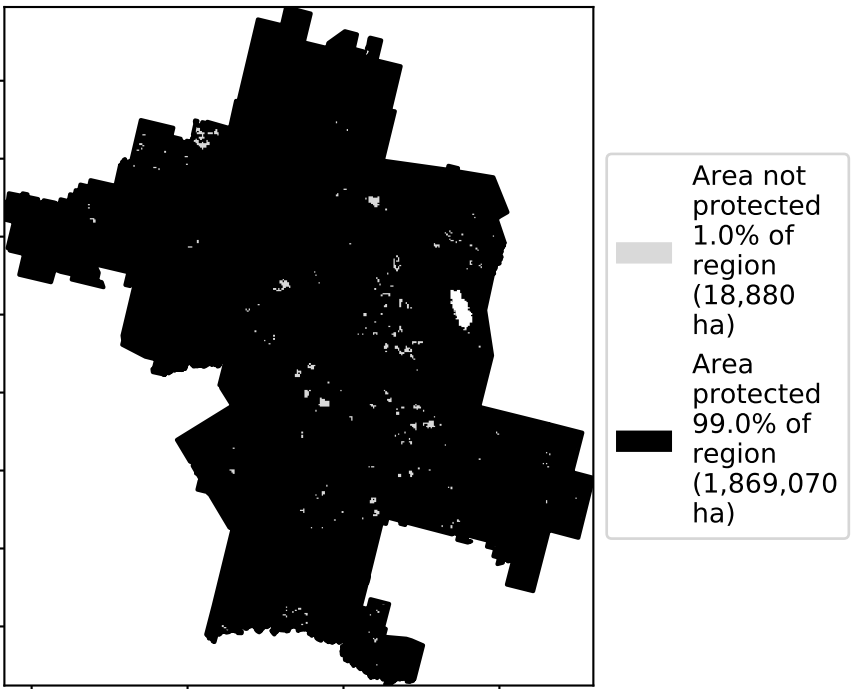 Area not
protected
1.0% of
region
(18,880
ha)
Area
protected
99.0% of
region
(1,869,070
ha)